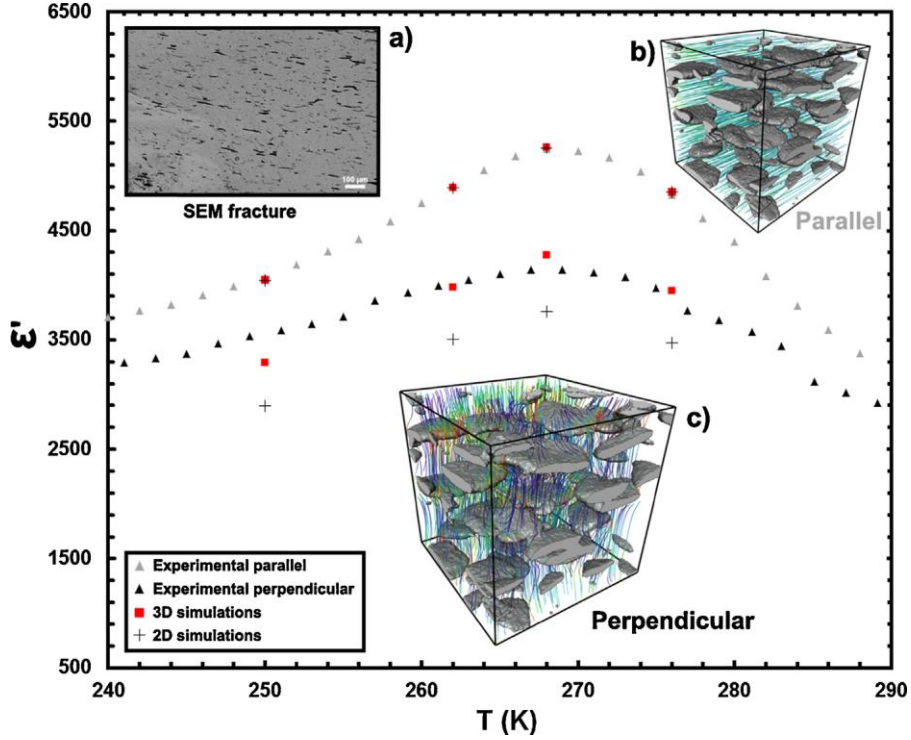 6500
5500
4500
3500
2500
1500
500
ε'
240
250
260
270
280
290
T (K)
a)
100 µm
SEM fracture
b)
Parallel
c)
Perpendicular
Experimental parallel
Experimental perpendicular
3D simulations
2D simulations